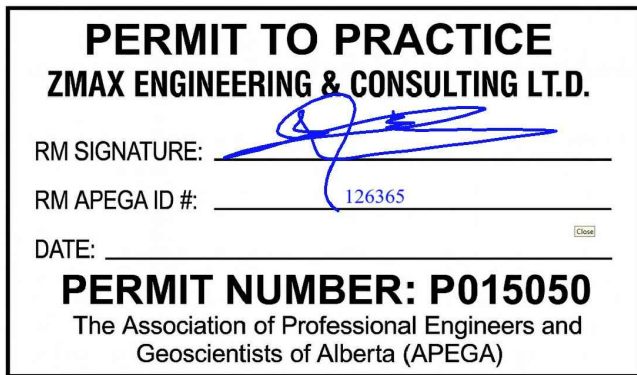 PERMIT TO PRACTICE
ZMAX ENGINEERING & CONSULTING LT.D.
RM SIGNATURE:
RM APEGA ID #: 126365
Close
DATE:
PERMIT NUMBER: P015050
The Association of Professional Engineers and
Geoscientists of Alberta (APEGA)